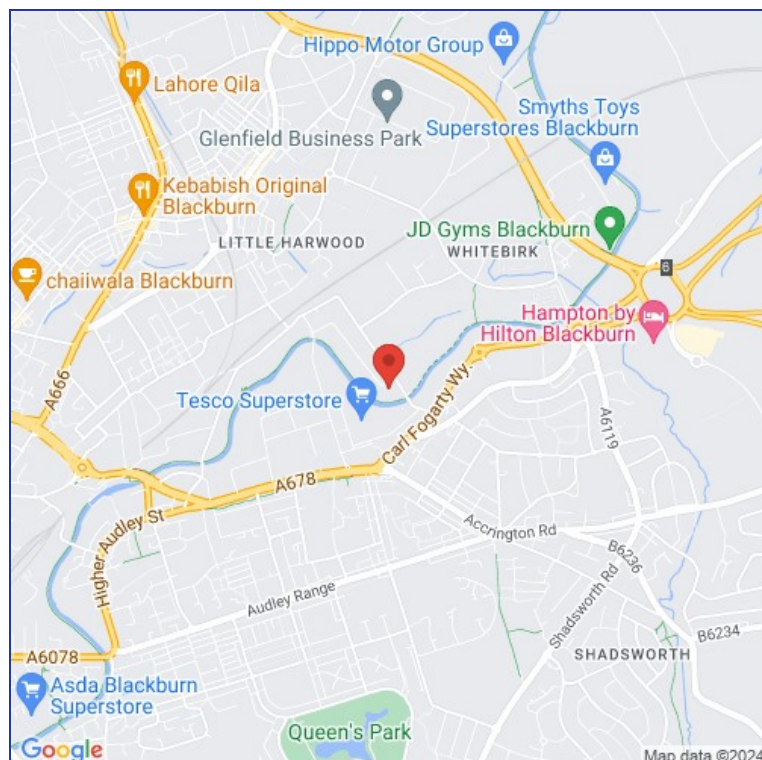 Hippo Motor Group
Lahore Qila
Smyths Toys
Superstores Blackburn
Glenfield Business Park
Kebabish Original
Blackburn
JD Gyms Blackburn
LITTLE HARWOOD
WHITEBIRK
6
chaiiwala Blackburn
Hampton by
Hilton Blackburn
A666
Tesco Superstore
Carl Fogarty Wy.
A6119
A678
Higher Audley St
Accrington Rd
B6236
Audley Range
Shadsworth Rd
B6234
A6078
SHADSWORTH
Asda Blackburn
Superstore
Queen's Park
Google
Map data ©2024